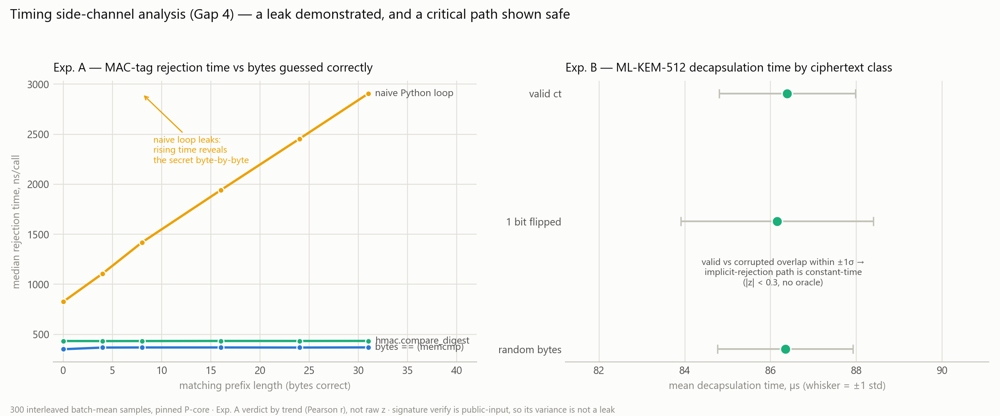 Timing side-channel analysis (Gap 4) — a leak demonstrated, and a critical path shown safe
Exp. A — MAC-tag rejection time vs bytes guessed correctly
3000
2500
2000
1500
1000
500
median rejection time, ns/call
naive Python loop
naive loop leaks:
rising time reveals
the secret byte-by-byte
hmac.compare_digest
bytes == (memcmp)
0 5 10 15 20 25 30 35 40
matching prefix length (bytes correct)
Exp. B — ML-KEM-512 decapsulation time by ciphertext class
valid ct
1 bit flipped
valid vs corrupted overlap within ±1σ →
implicit-rejection path is constant-time
(|z| < 0.3, no oracle)
random bytes
82 84 86 88 90
mean decapsulation time, µs (whisker = ±1 std)
300 interleaved batch-mean samples, pinned P-core · Exp. A verdict by trend (Pearson r), not raw z · signature verify is public-input, so its variance is not a leak